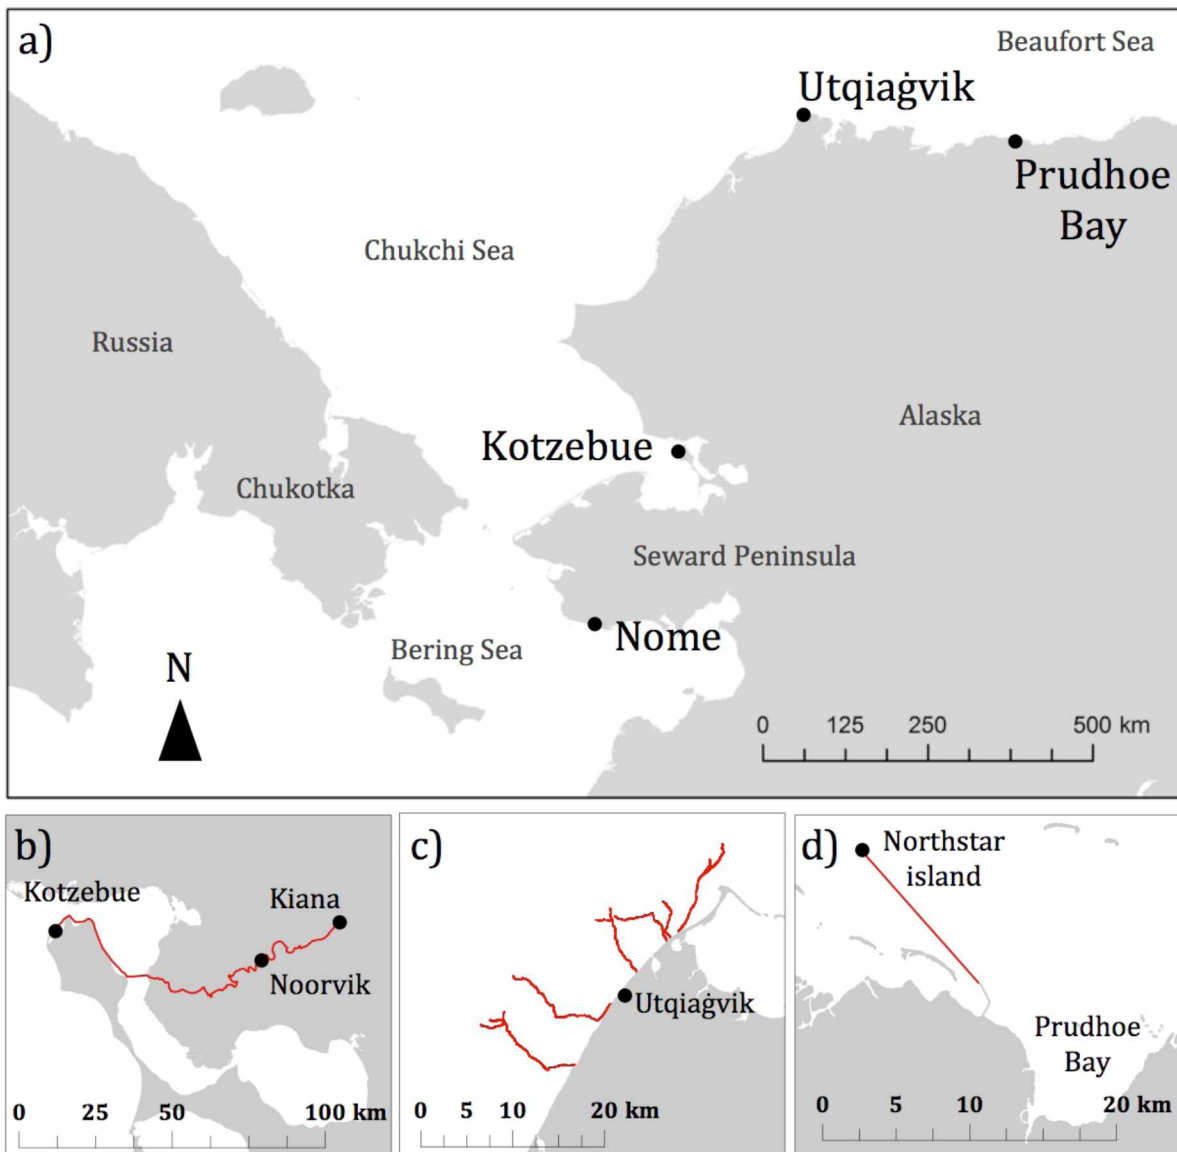 a)
Beaufort Sea
Utqiaġvik
Prudhoe
Bay
Chukchi Sea
Russia
Alaska
Kotzebue
Chukotka
Seward Peninsula
Nome
Bering Sea
N
0 125 250 500 km
b)
Kotzebue
Kiana
Noorvik
0 25 50 100 km
c)
Utqiaġvik
0 5 10 20 km
d)
Northstar
island
Prudhoe
Bay
0 5 10 20 km